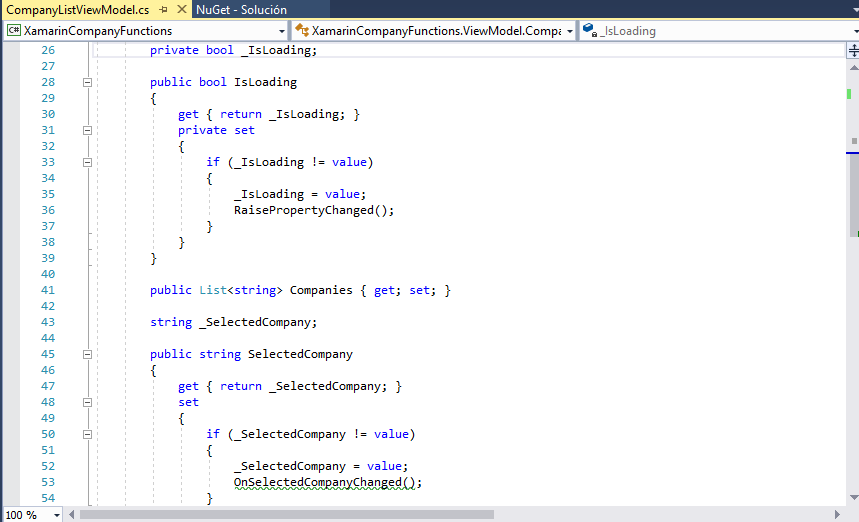 CompanyListViewModel.cs NuGet - Solución
C# XamarinCompanyFunctions XamarinCompanyFunctions.ViewModel.Compa _IsLoading
26 private bool _IsLoading;
27
28 public bool IsLoading
29 {
30 get { return _IsLoading; }
31 private set
32 {
33 if (_IsLoading != value)
34 {
35 _IsLoading = value;
36 RaisePropertyChanged();
37 }
38 }
39 }
40
41 public List<string> Companies { get; set; }
42
43 string _SelectedCompany;
44
45 public string SelectedCompany
46 {
47 get { return _SelectedCompany; }
48 set
49 {
50 if (_SelectedCompany != value)
51 {
52 _SelectedCompany = value;
53 OnSelectedCompanyChanged();
54 }
100 %